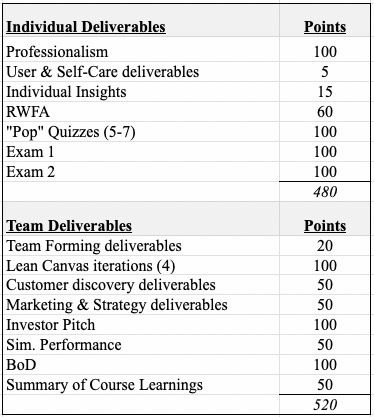 Individual Deliverables Points
Professionalism 100
User & Self-Care deliverables 5
Individual Insights 15
RWFA 60
"Pop" Quizzes (5-7) 100
Exam 1 100
Exam 2 100
480
Team Deliverables Points
Team Forming deliverables 20
Lean Canvas iterations (4) 100
Customer discovery deliverables 50
Marketing & Strategy deliverables 50
Investor Pitch 100
Sim. Performance 50
BoD 100
Summary of Course Learnings 50
520